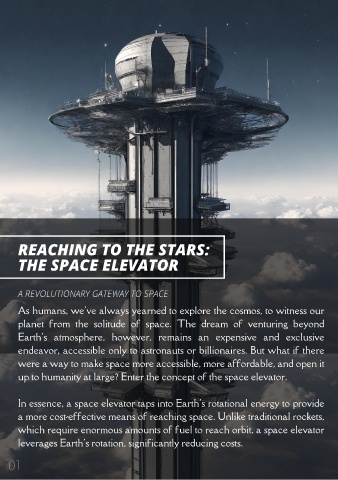 REACHING TO THE STARS:
THE SPACE ELEVATOR
A REVOLUTIONARY GATEWAY TO SPACE
As humans, we've always yearned to explore the cosmos, to witness our
planet from the solitude of space. The dream of venturing beyond
Earth's atmosphere, however, remains an expensive and exclusive
endeavor, accessible only to astronauts or billionaires. But what if there
were a way to make space more accessible, more affordable, and open it
up to humanity at large? Enter the concept of the space elevator.
In essence, a space elevator taps into Earth's rotational energy to provide
a more cost-effective means of reaching space. Unlike traditional rockets,
which require enormous amounts of fuel to reach orbit, a space elevator
leverages Earth's rotation, significantly reducing costs.
01